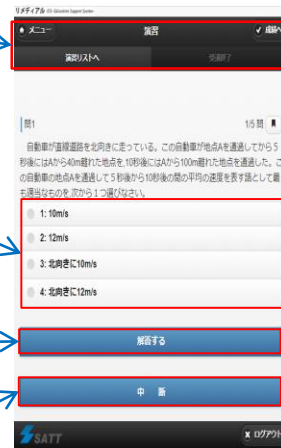 リメディアル
メニュー
演習
成績へ
演習リストへ
受講終了
問1
1/5 問
自動車が直線道路を北向きに走っている。この自動車が地点Aを通過してから5
秒後にはAから40m離れた地点を,10秒後にはAから100m離れた地点を通過した。こ
の自動車の地点Aを通過して5秒後から10秒後の間の平均の速度を表す語として最
も適当なものを,次から1つ選びなさい。
1: 10m/s
2: 12m/s
3: 北向きに10m/s
4: 北向きに12m/s
解答する
中 断
SATT
x ログアウト